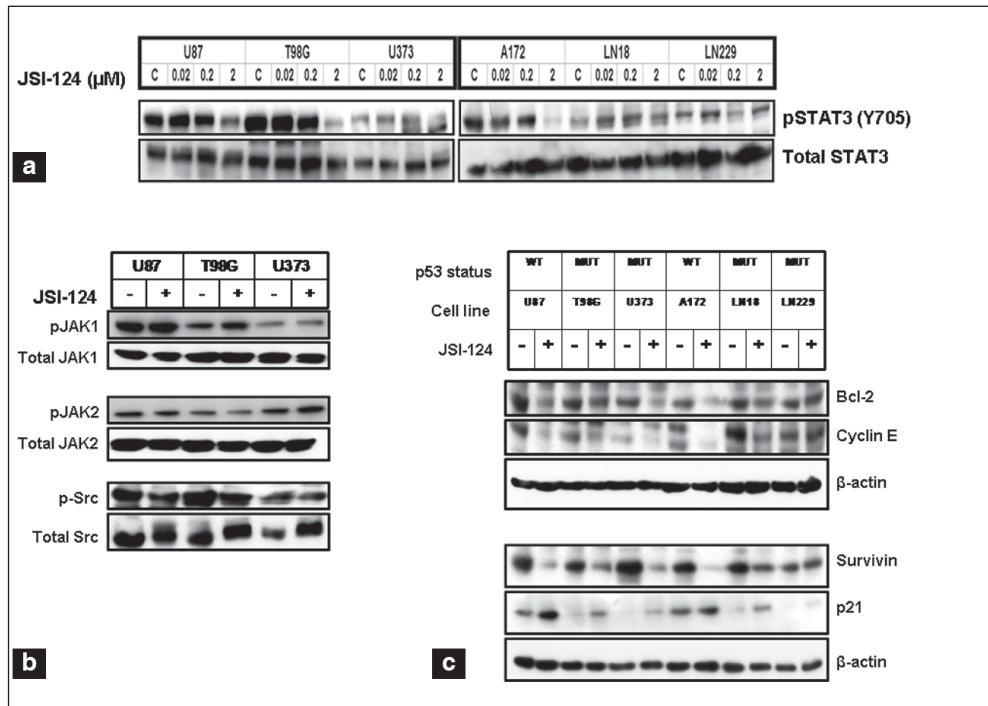 U87 T98G U373 A172 LN18 LN229
JSI-124 (µM) C 0.02 0.2 2 C 0.02 0.2 2 C 0.02 0.2 2 C 0.02 0.2 2 C 0.02 0.2 2 C 0.02 0.2 2
pSTAT3 (Y705)
Total STAT3
a
U87 T98G U373
JSI-124 - + - + - +
pJAK1
Total JAK1
pJAK2
Total JAK2
p-Src
Total Src
b
p53 status WT MUT MUT WT MUT MUT
Cell line U87 T98G U373 A172 LN18 LN229
JSI-124 - + - + - + - + - + - +
Bcl-2
Cyclin E
β-actin
Survivin
p21
β-actin
c